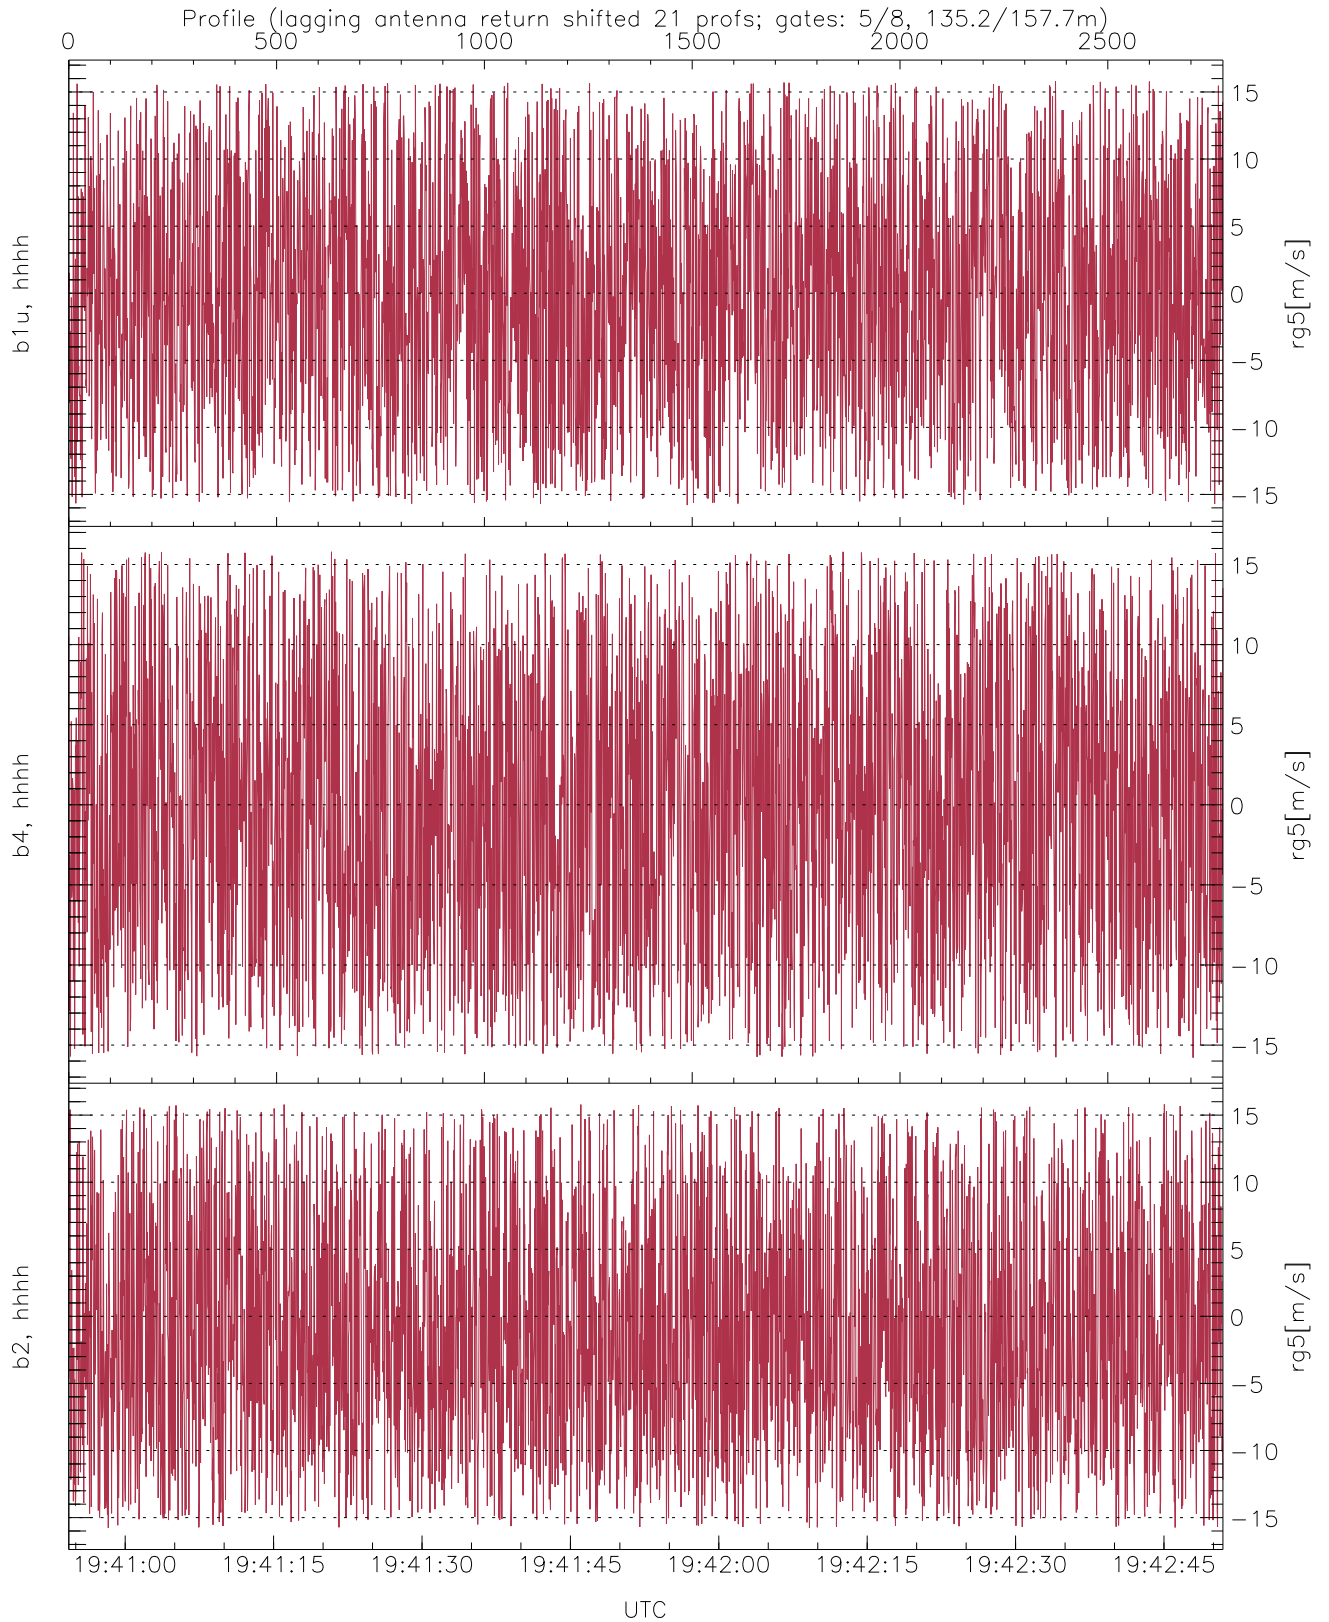 Profile (lagging antenna return shifted 21 profs; gates: 5/8, 135.2/157.7m)
0 500 1000 1500 2000 2500
b1u, hhhh
15
10
5
0
−5
−10
−15
rg5[m/s]
b4, hhhh
15
10
5
0
−5
−10
−15
rg5[m/s]
b2, hhhh
15
10
5
0
−5
−10
−15
rg5[m/s]
19:41:00 19:41:15 19:41:30 19:41:45 19:42:00 19:42:15 19:42:30 19:42:45
UTC